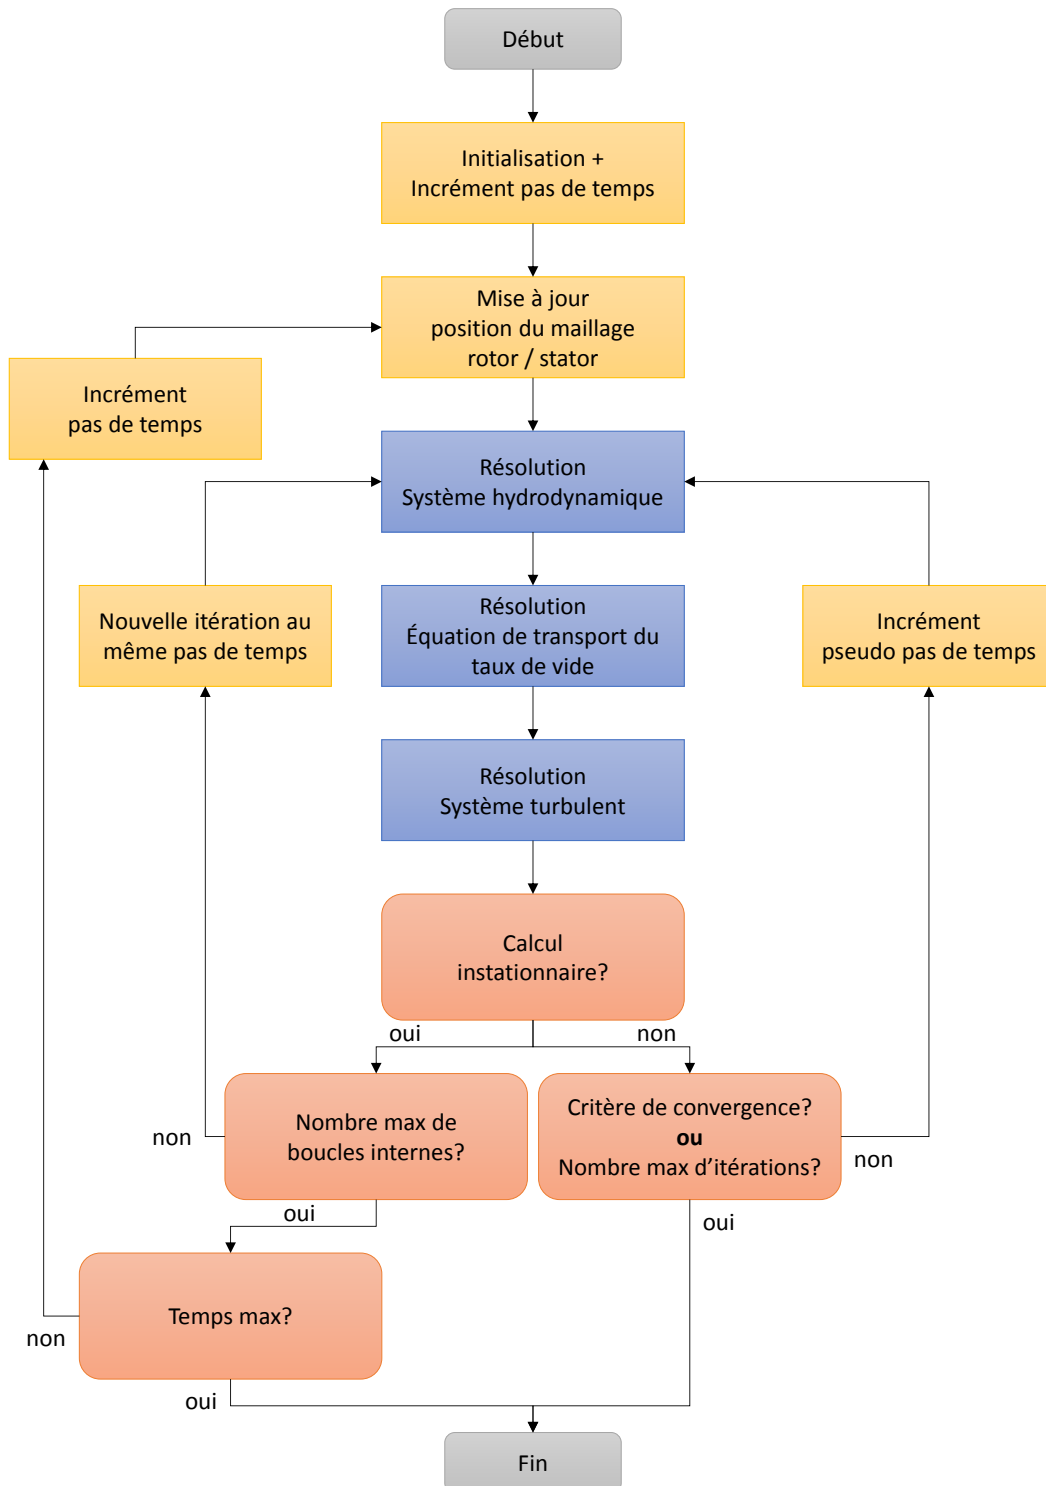 Début
Initialisation +
Incrément pas de temps
Mise à jour
position du maillage
rotor / stator
Incrément
pas de temps
Résolution
Système hydrodynamique
Nouvelle itération au
même pas de temps
Résolution
Équation de transport du
taux de vide
Incrément
pseudo pas de temps
Résolution
Système turbulent
Calcul
instationnaire?
oui
non
Nombre max de
boucles internes?
non
Critère de convergence?
ou
Nombre max d'itérations?
non
oui
oui
Temps max?
non
oui
Fin